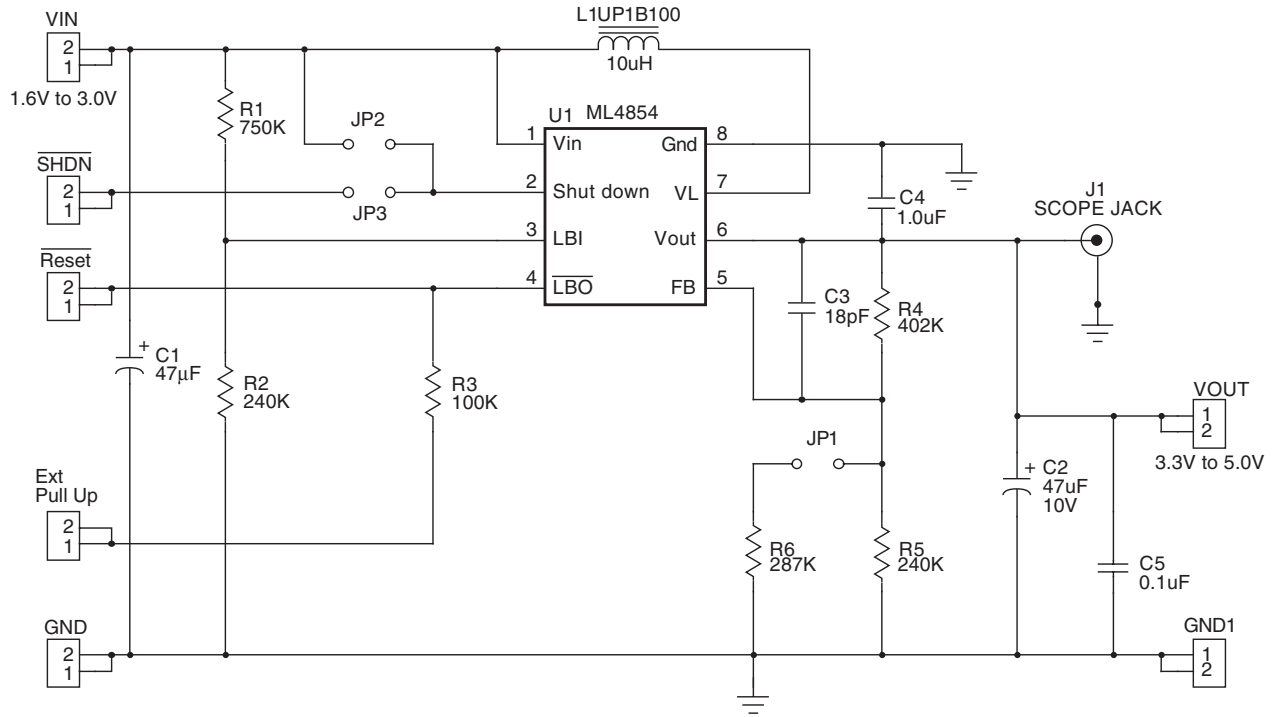 VIN
2
1
1.6V to 3.0V
L1UP1B100
10uH
R1
750K
JP2
JP3
U1 ML4854
1 Vin
2 Shut down
3 LBI
4 LBO
Gnd 8
VL 7
Vout 6
FB 5
SHDN
2
1
Reset
2
1
C4
1.0uF
J1
SCOPE JACK
C3
18pF
R4
402K
+ C1
47µF
R2
240K
R3
100K
VOUT
1
2
3.3V to 5.0V
JP1
+ C2
47uF
10V
Ext
Pull Up
2
1
R6
287K
R5
240K
C5
0.1uF
GND
2
1
GND1
1
2